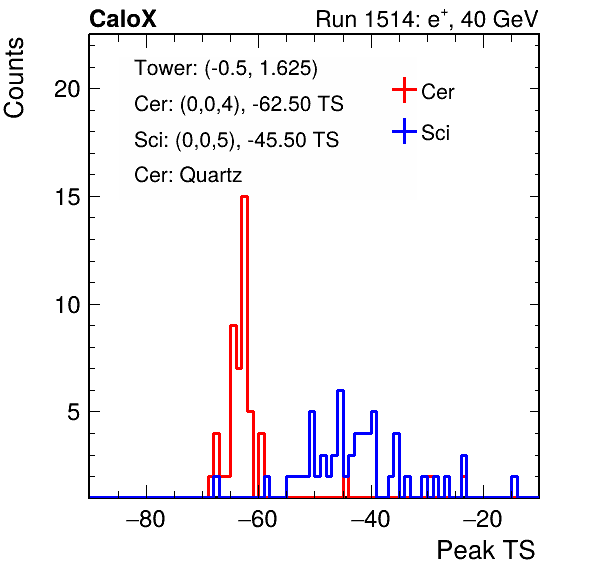 CaloX Run 1514: e⁺, 40 GeV
Counts
Tower: (-0.5, 1.625)
Cer: (0,0,4), -62.50 TS
Sci: (0,0,5), -45.50 TS
Cer: Quartz
Cer
Sci
20
15
10
5
−80 −60 −40 −20
Peak TS